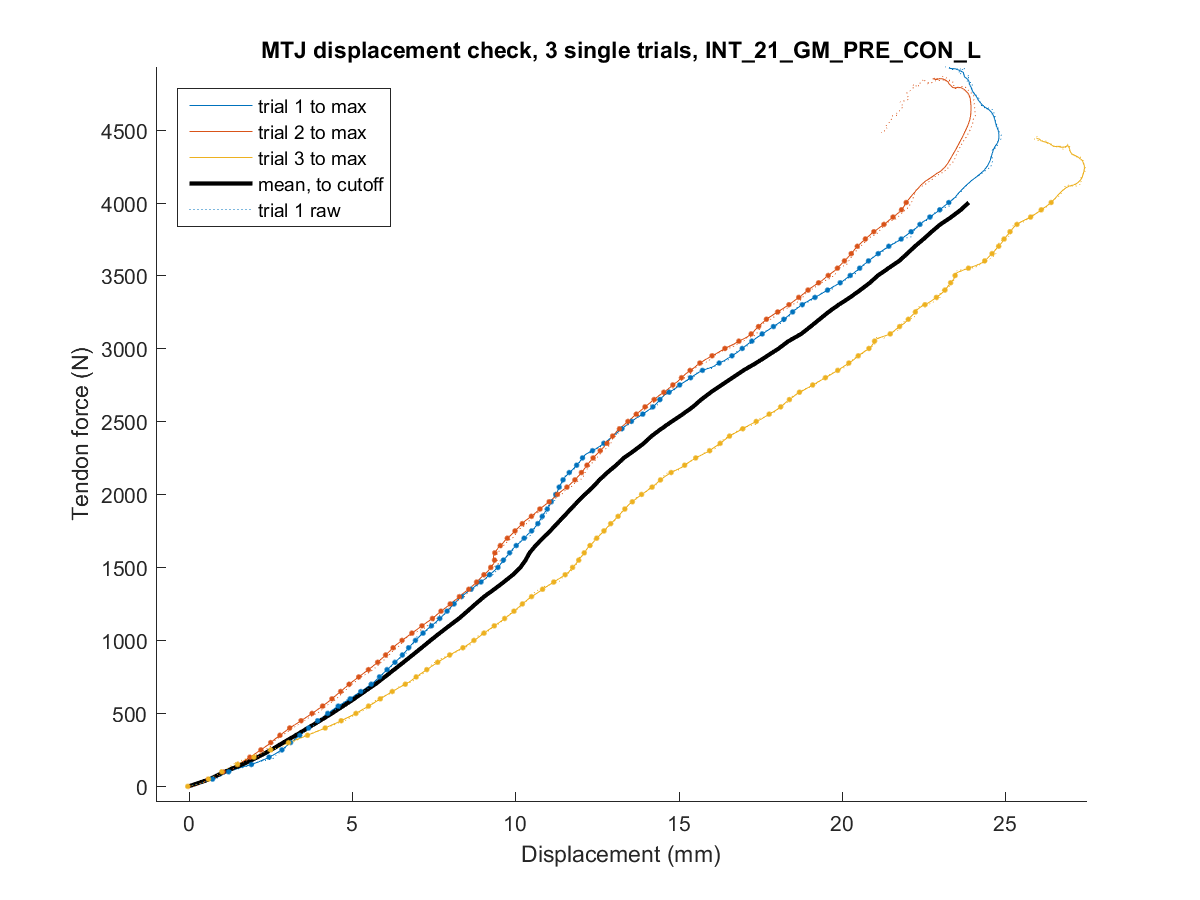 MTJ displacement check, 3 single trials, INT_21_GM_PRE_CON_L
trial 1 to max
trial 2 to max
trial 3 to max
mean, to cutoff
trial 1 raw
4500
4000
3500
3000
2500
2000
1500
1000
500
0
Tendon force (N)
0 5 10 15 20 25
Displacement (mm)